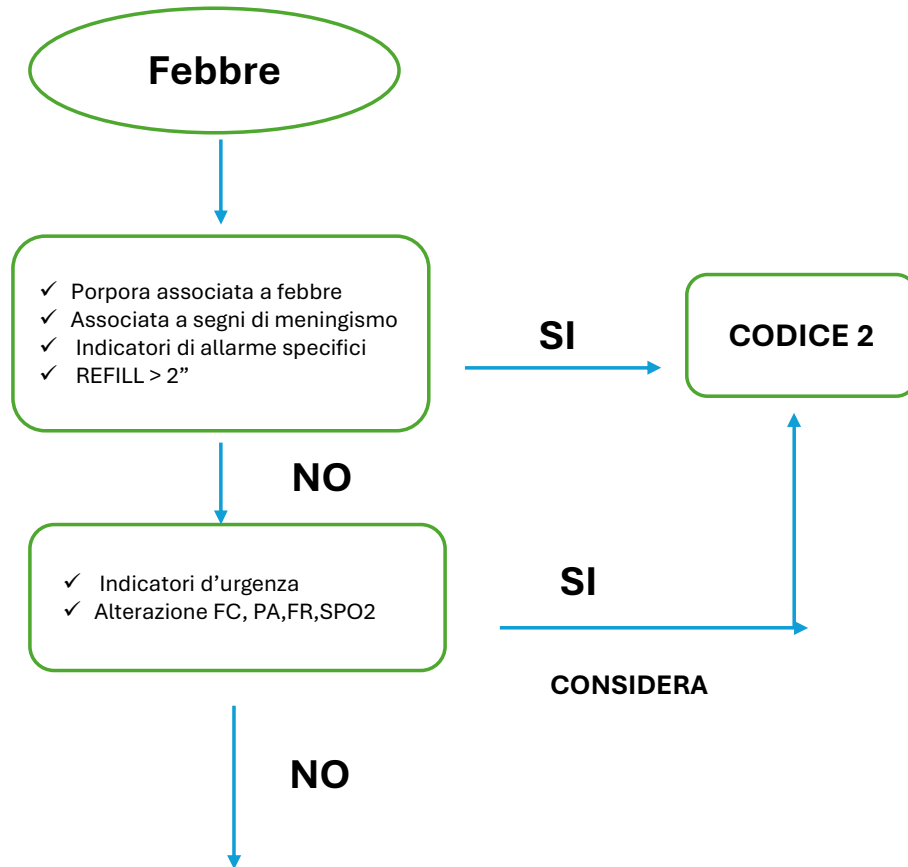 Febbre
✓ Porpora associata a febbre
✓ Associata a segni di meningismo
✓ Indicatori di allarme specifici
✓ REFILL > 2”
SI
CODICE 2
NO
✓ Indicatori d’urgenza
✓ Alterazione FC, PA,FR,SPO2
SI
CONSIDERA
NO